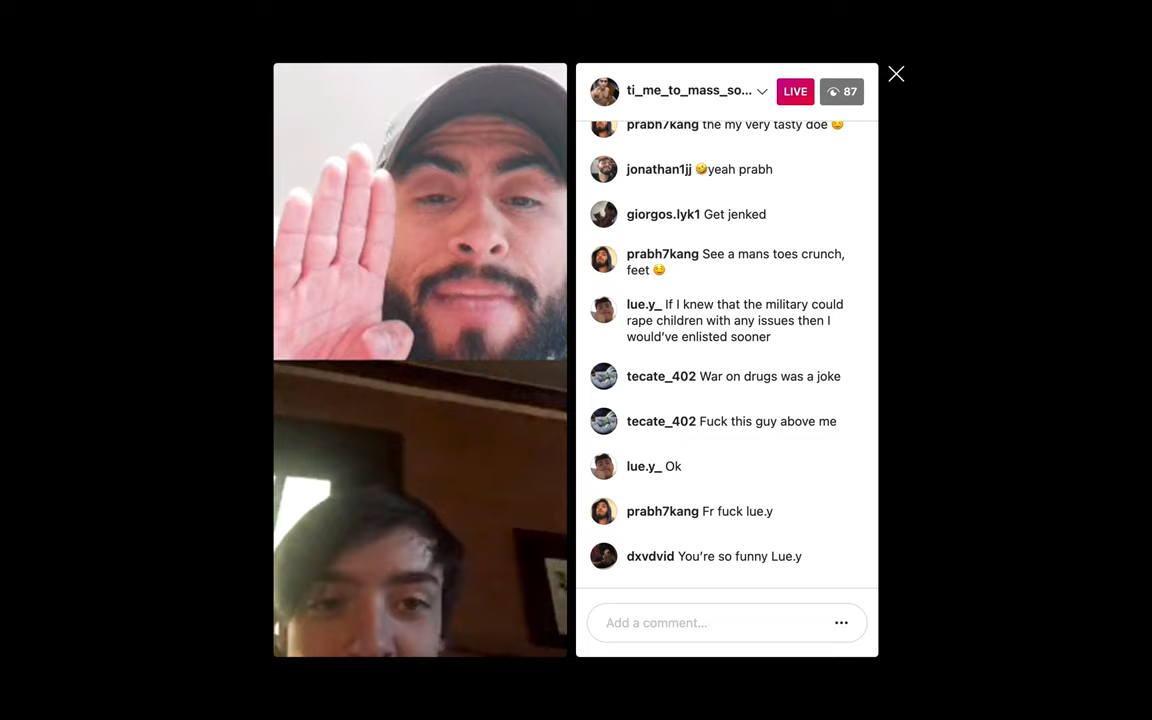 ti_me_to_mass_so...
LIVE
87
prabh7kang the my very tasty doe 😊
jonathan1jj 🤣yeah prabh
giorgos.lyk1 Get jenked
prabh7kang See a mans toes crunch,
feet 😊
lue.y_ If I knew that the military could
rape children with any issues then I
would’ve enlisted sooner
tecate_402 War on drugs was a joke
tecate_402 Fuck this guy above me
lue.y_ Ok
prabh7kang Fr fuck lue.y
dxvdvid You’re so funny Lue.y
Add a comment...